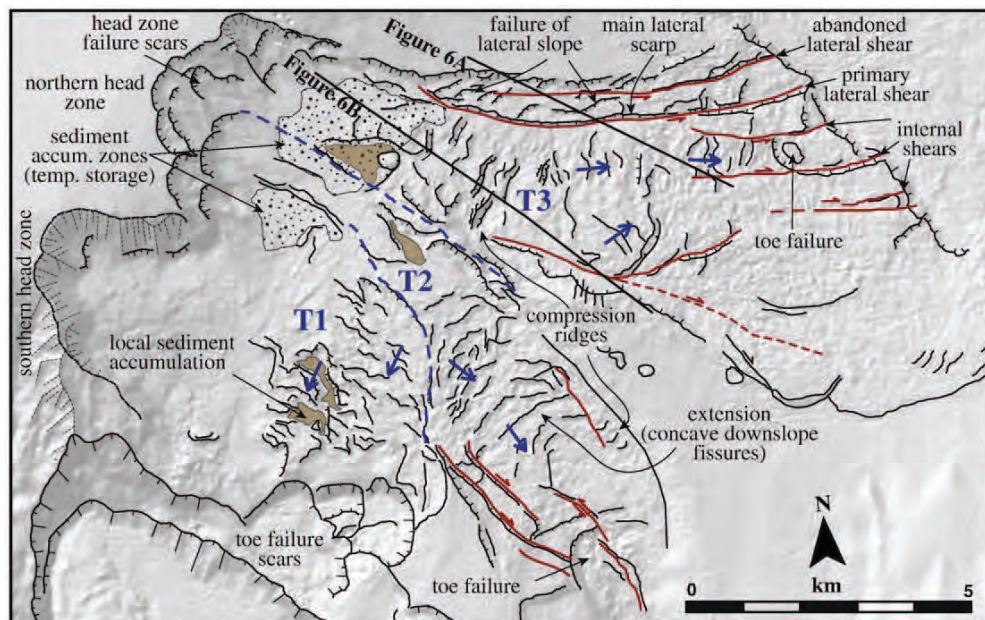 head zone
failure scars
northern head
zone
sediment
accum. zones
(temp. storage)
southern head zone
failure of
lateral slope
main lateral
scarp
abandoned
lateral shear
primary
lateral shear
internal
shears
Figure 6A
Figure 6B
T3
toe failure
T2
T1
compression
ridges
local sediment
accumulation
extension
(concave downslope
fissures)
toe failure
scars
toe failure
N
km
0
5